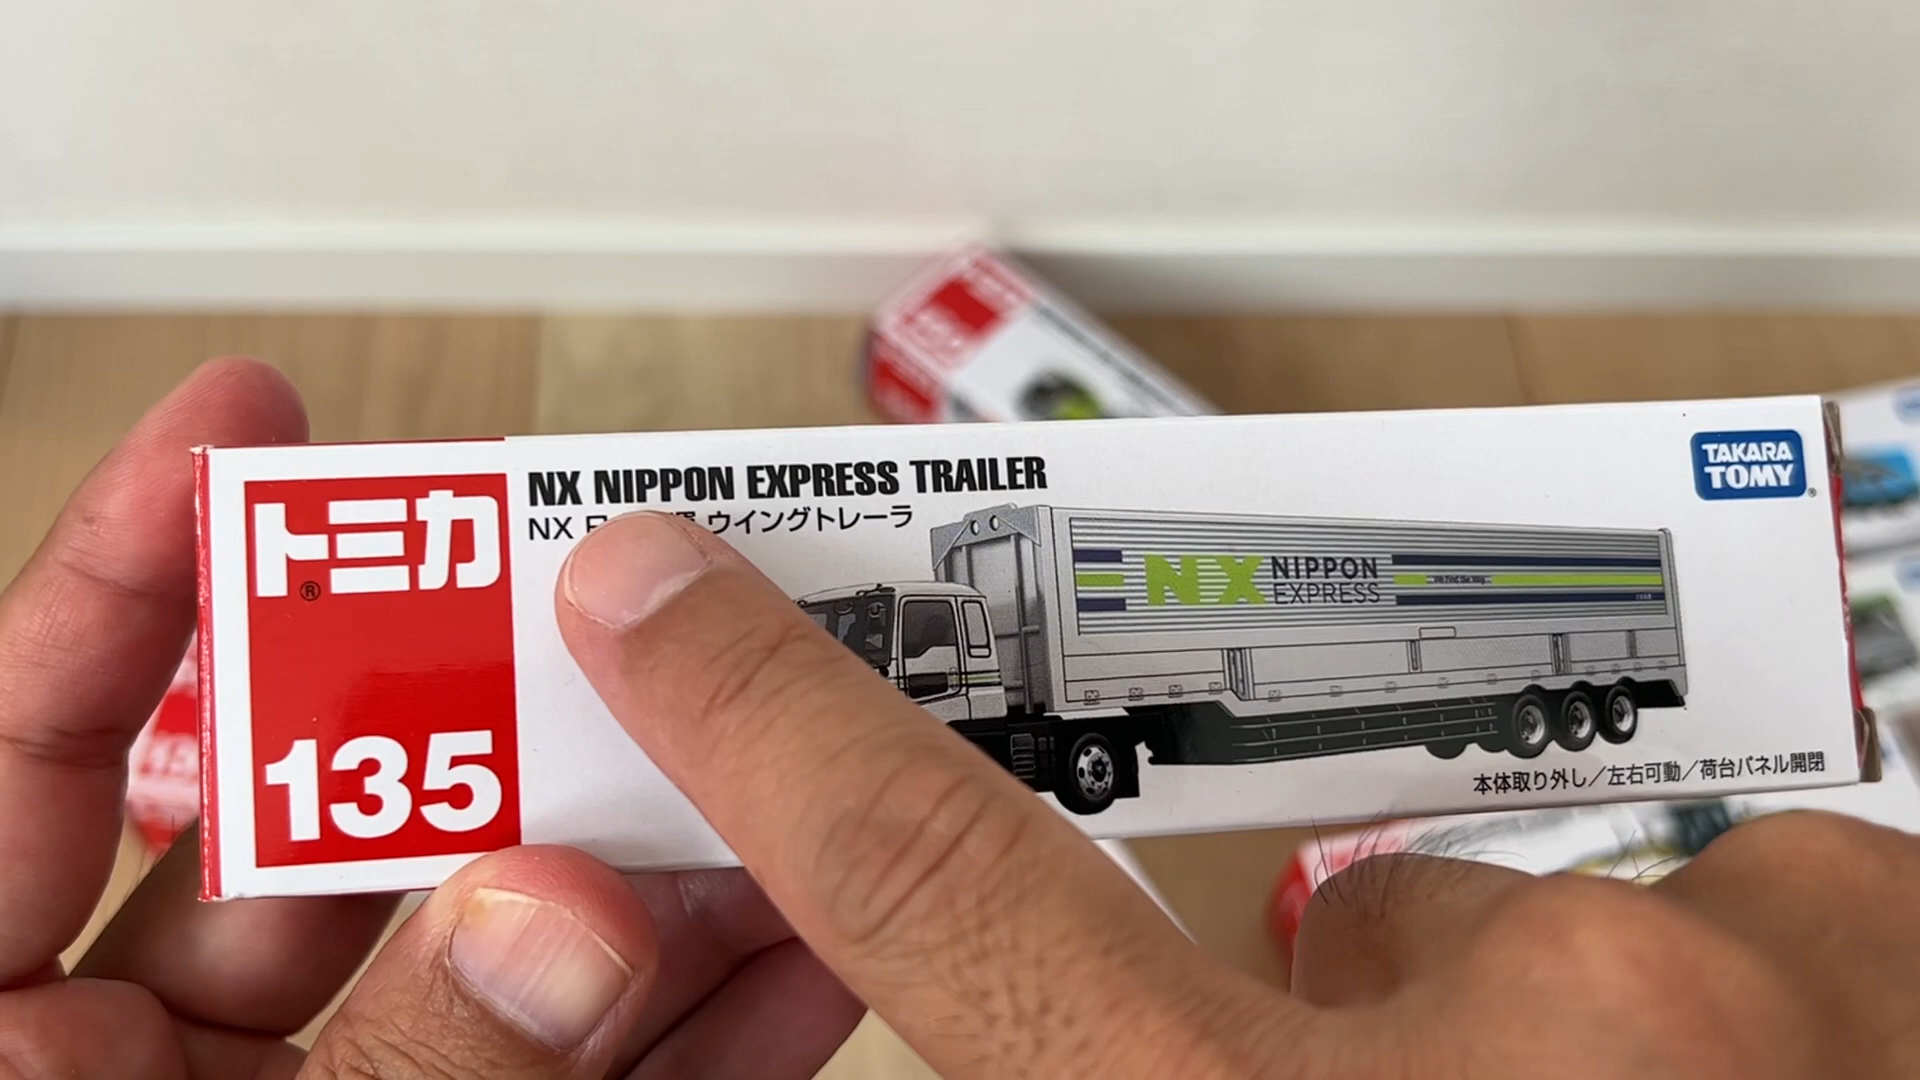 NX NIPPON EXPRESS TRAILER
NX ウイングトレーラ
トミカ®
135
TAKARA
TOMY®
NX NIPPON
EXPRESS
本体取り外し/左右可動/荷台パネル開閉